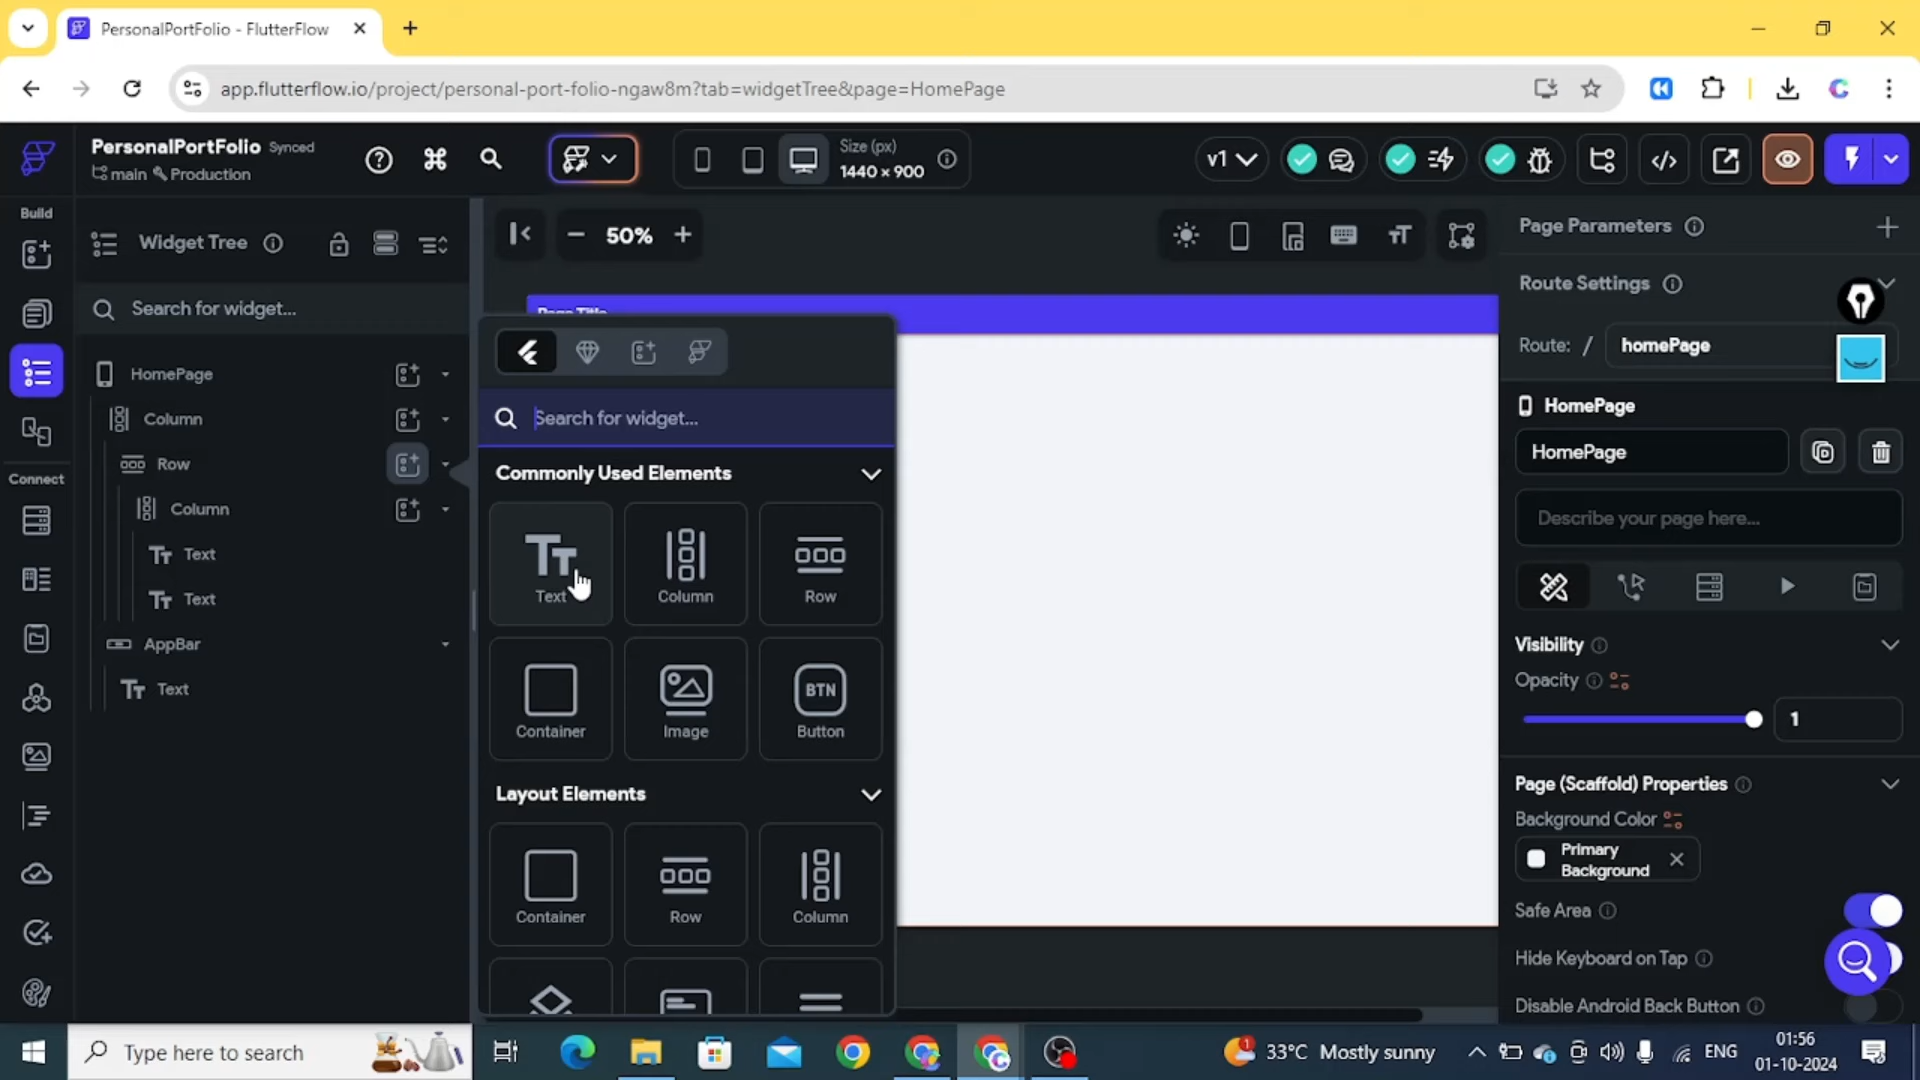 PersonalPortFolio - FlutterFlow
app.flutterflow.io/project/personal-port-folio-ngaw8m?tab=widgetTree&page=HomePage
PersonalPortFolio Synced
main Production
Size (px)
1440 × 900
v1
Build
Connect
Widget Tree
Search for widget...
HomePage
Column
Row
Column
Text
Text
AppBar
Text
50%
Page Title
Search for widget...
Commonly Used Elements
Text
Column
Row
Container
Image
BTN
Button
Layout Elements
Container
Row
Column
Page Parameters
Route Settings
Route: / homePage
HomePage
HomePage
Describe your page here...
Visibility
Opacity
1
Page (Scaffold) Properties
Background Color
Primary
Background
Safe Area
Hide Keyboard on Tap
Disable Android Back Button
Type here to search
1
33°C Mostly sunny
ENG
01:56
01-10-2024